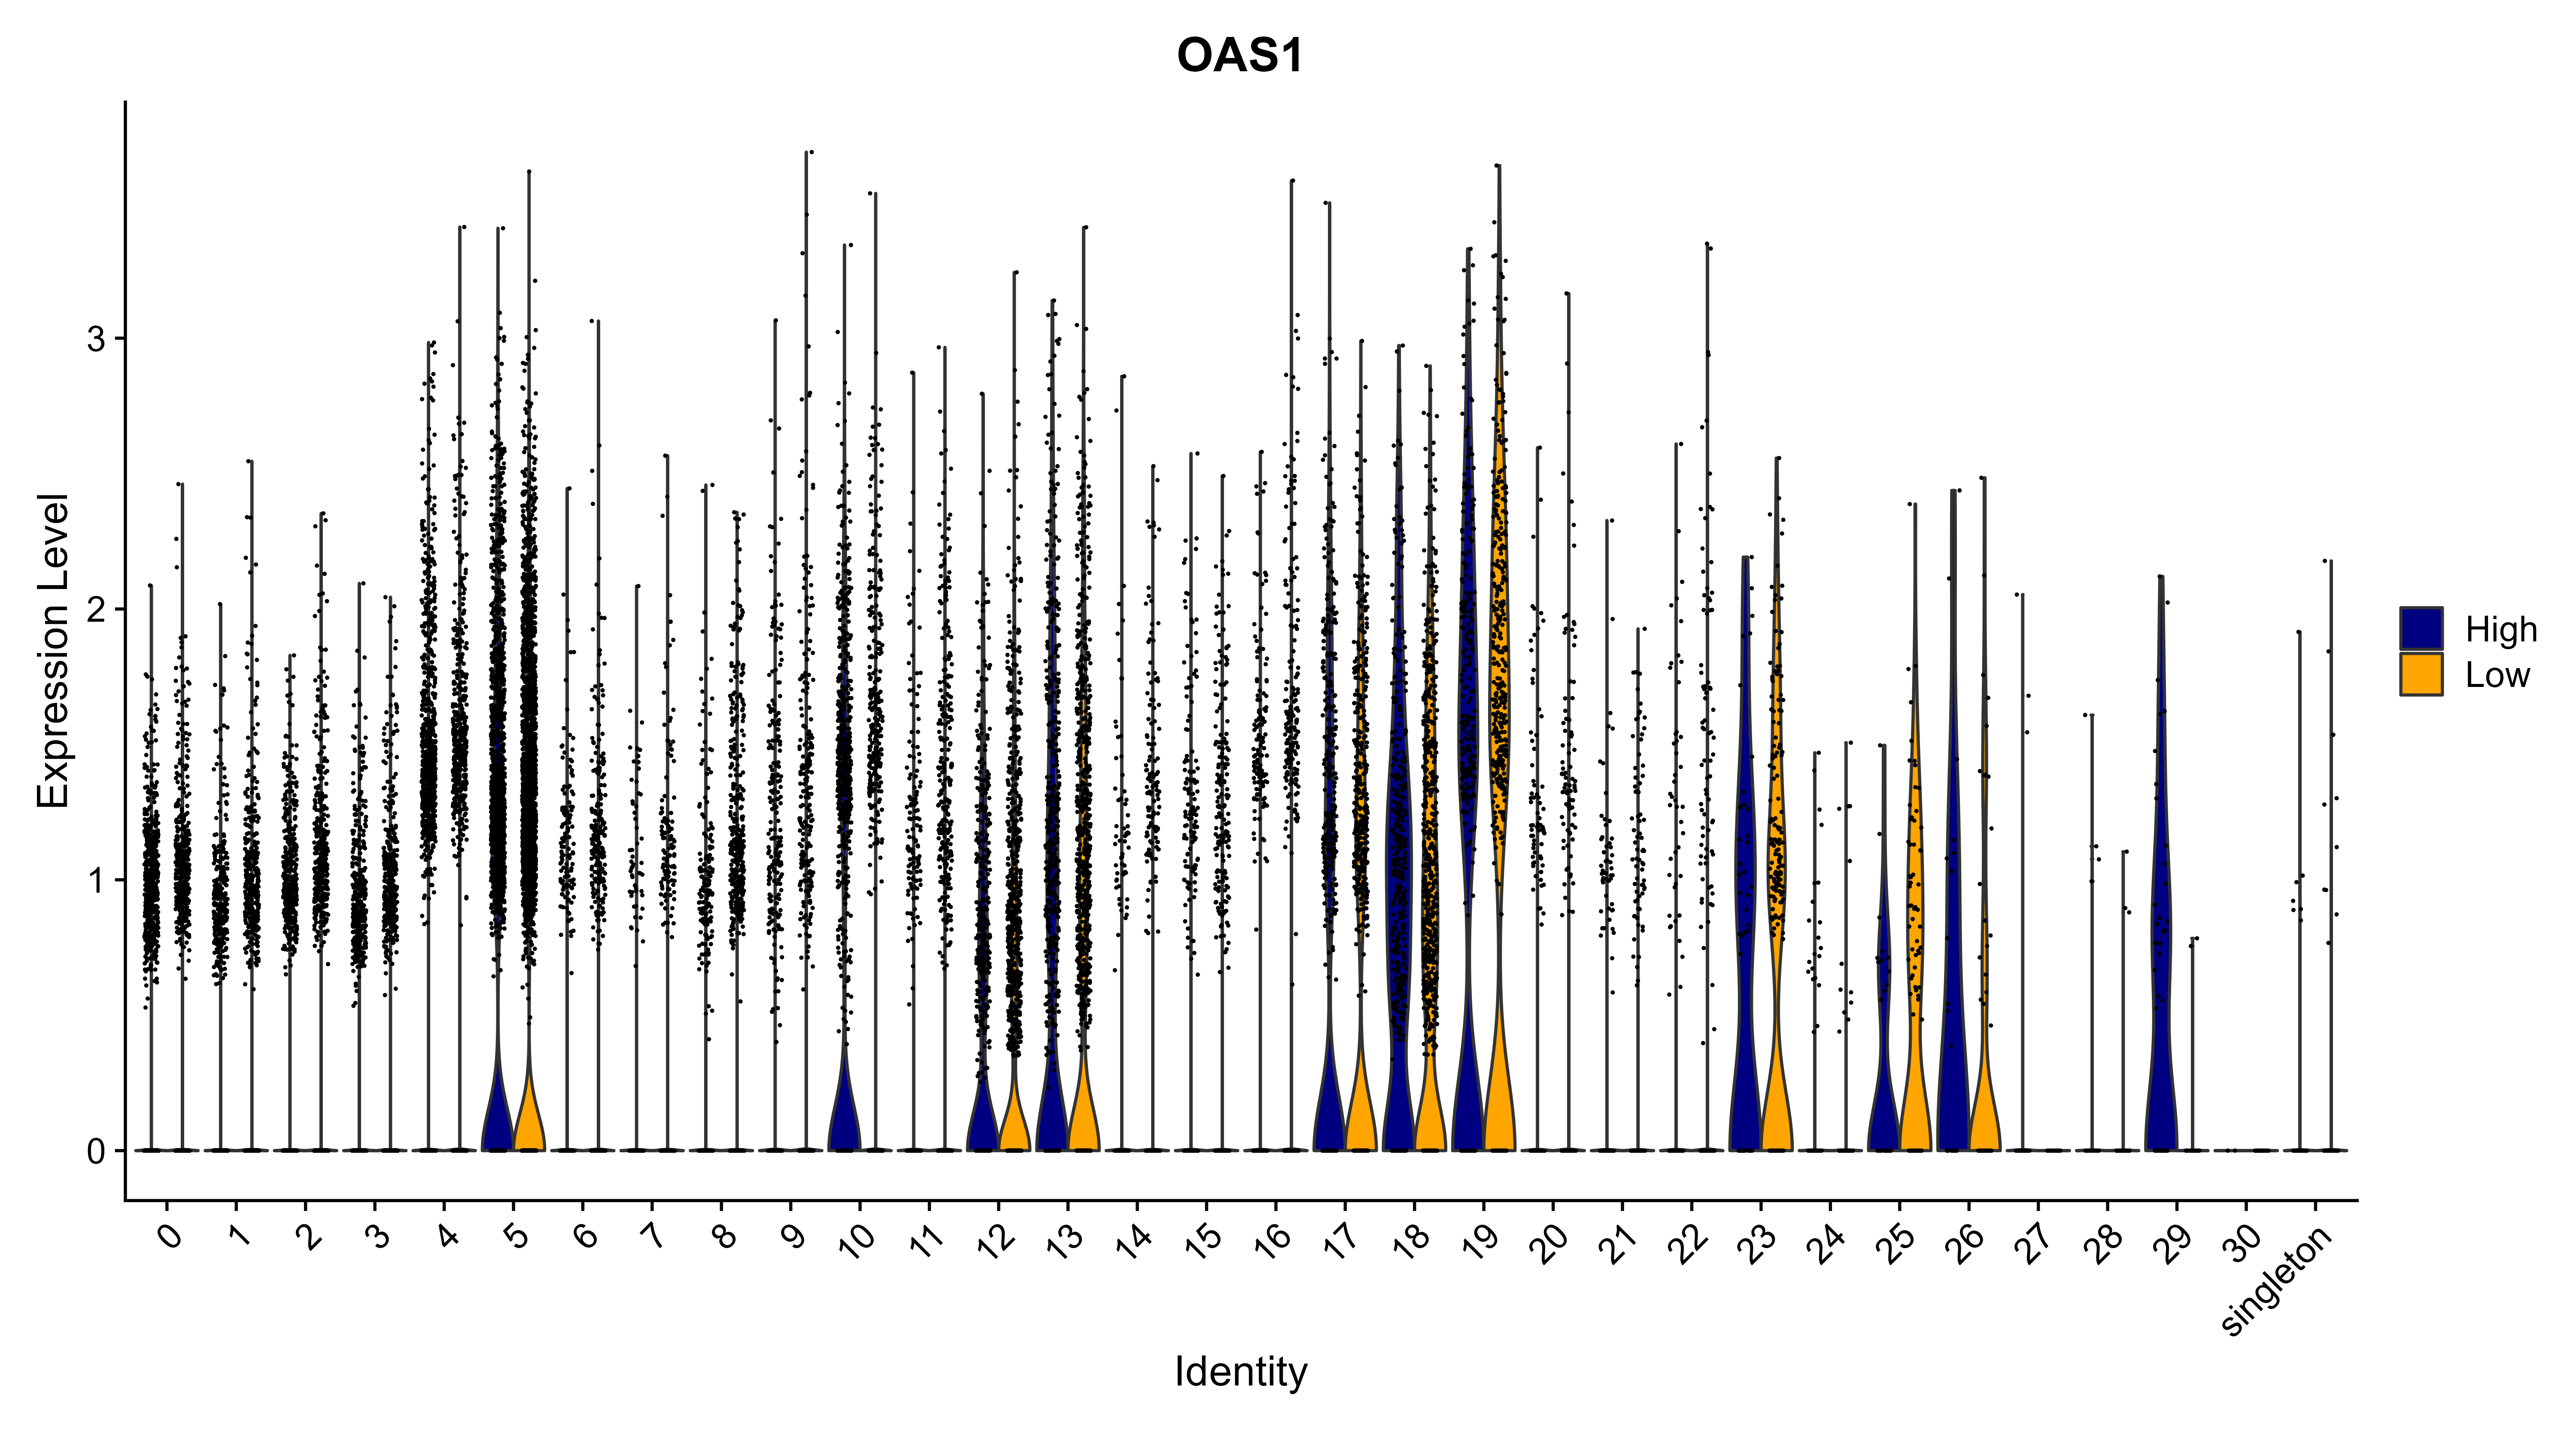 OAS1
Expression Level
3
2
1
0
0 1 2 3 4 5 6 7 8 9 10 11 12 13 14 15 16 17 18 19 20 21 22 23 24 25 26 27 28 29 30 singleton
Identity
High
Low